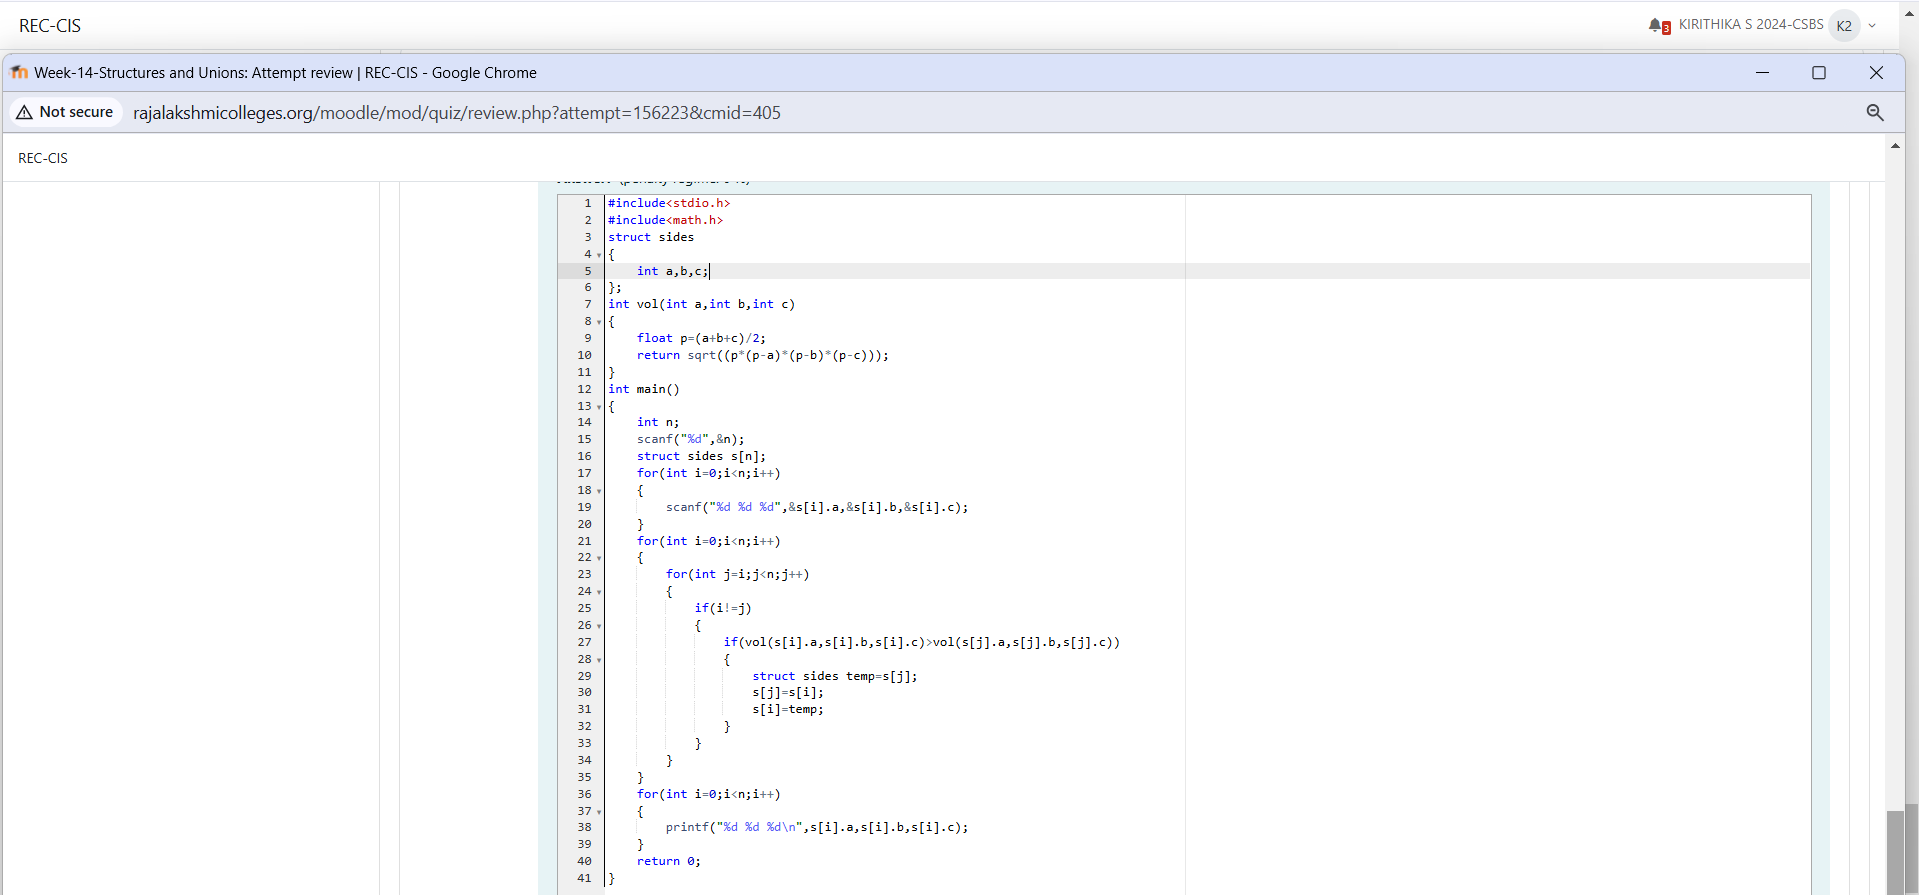 REC-CIS
3 KIRITHIKA S 2024-CSBS K2
Week-14-Structures and Unions: Attempt review | REC-CIS - Google Chrome
Not secure rajalakshmicolleges.org/moodle/mod/quiz/review.php?attempt=156223&cmid=405
REC-CIS
1 #include<stdio.h>
2 #include<math.h>
3 struct sides
4 {
5 int a,b,c;
6 };
7 int vol(int a,int b,int c)
8 {
9 float p=(a+b+c)/2;
10 return sqrt((p*(p-a)*(p-b)*(p-c)));
11 }
12 int main()
13 {
14 int n;
15 scanf("%d",&n);
16 struct sides s[n];
17 for(int i=0;i<n;i++)
18 {
19 scanf("%d %d %d",&s[i].a,&s[i].b,&s[i].c);
20 }
21 for(int i=0;i<n;i++)
22 {
23 for(int j=i;j<n;j++)
24 {
25 if(i!=j)
26 {
27 if(vol(s[i].a,s[i].b,s[i].c)>vol(s[j].a,s[j].b,s[j].c))
28 {
29 struct sides temp=s[j];
30 s[j]=s[i];
31 s[i]=temp;
32 }
33 }
34 }
35 }
36 for(int i=0;i<n;i++)
37 {
38 printf("%d %d %d\n",s[i].a,s[i].b,s[i].c);
39 }
40 return 0;
41 }